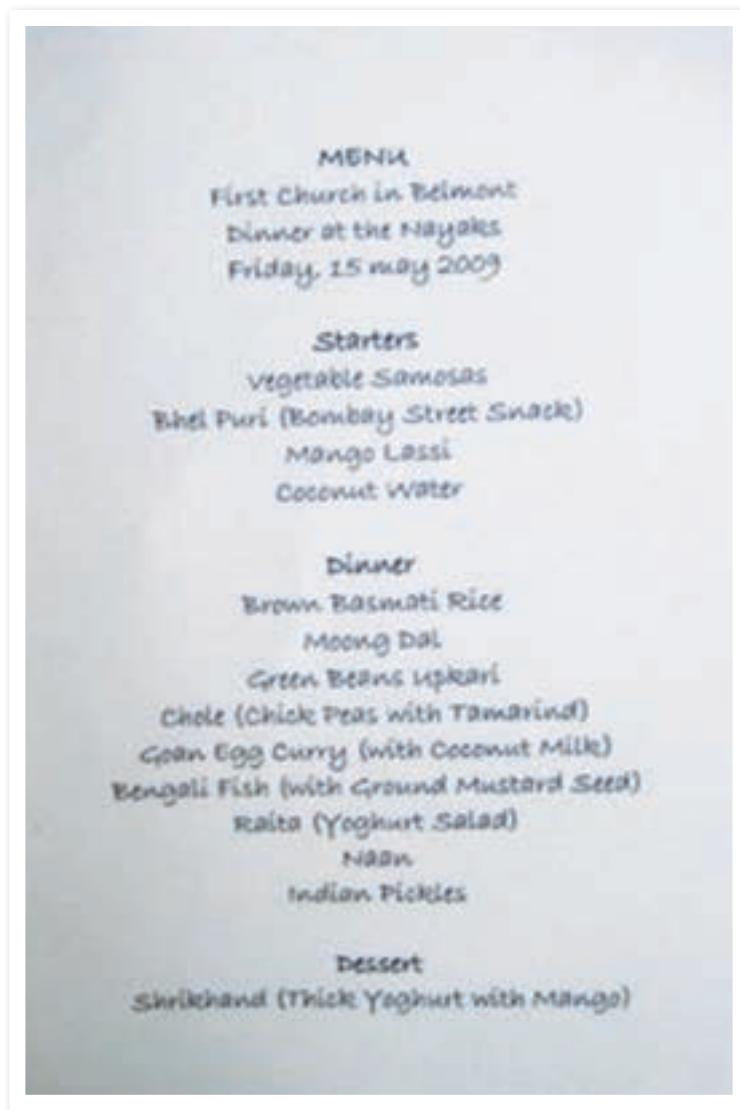 MENU
First Church in Belmont
Dinner at the Nayaks
Friday, 15 may 2009
Starters
Vegetable Samosas
Bhel Puri (Bombay Street Snack)
Mango Lassi
Coconut Water
Dinner
Brown Basmati Rice
Moong Dal
Green Beans Upkari
Chole (Chick Peas with Tamarind)
Goan Egg Curry (with Coconut Milk)
Bengali Fish (with Ground Mustard Seed)
Raita (Yoghurt Salad)
Naan
Indian Pickles
Dessert
Shrikhand (Thick Yoghurt with Mango)